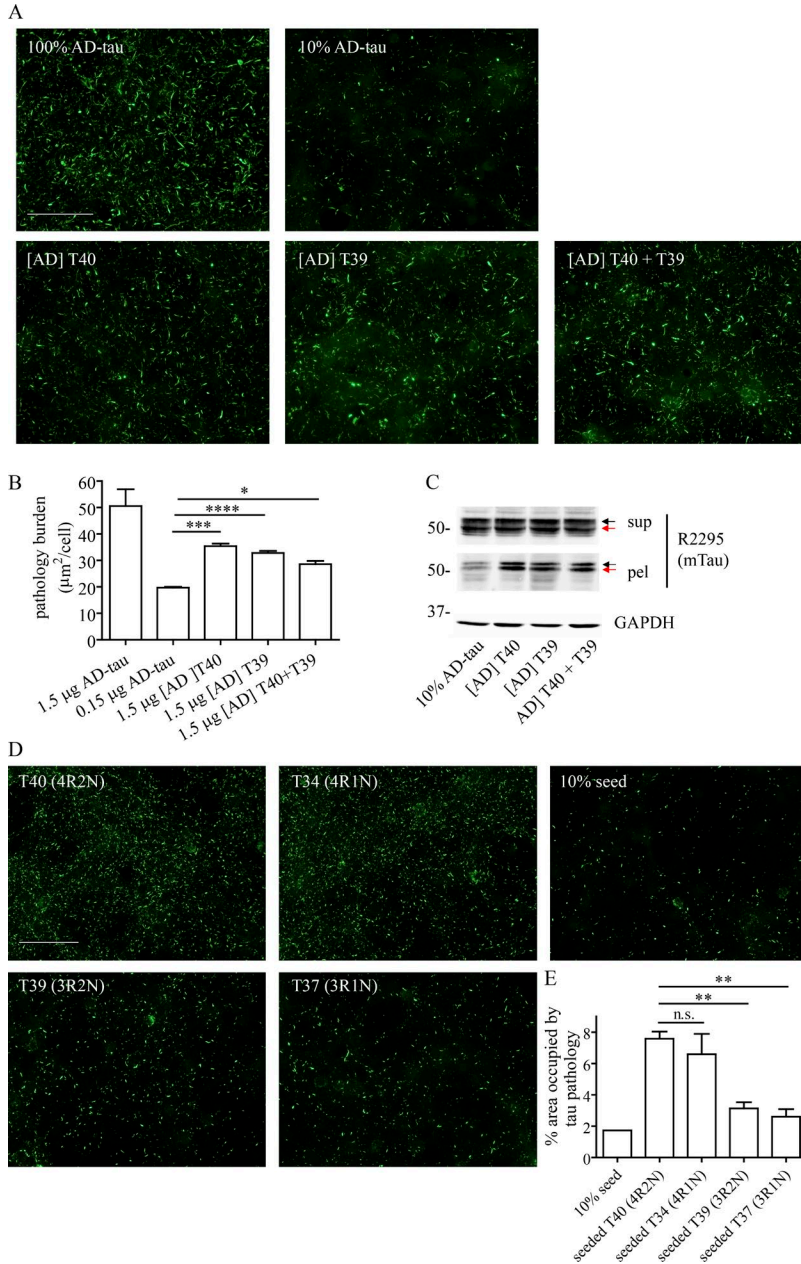 A
100% AD-tau
10% AD-tau
[AD] T40
[AD] T39
[AD] T40 + T39
B
pathology burden
(μm²/cell)
60
50
40
30
20
10
0
*
****
***
1.5 μg AD-tau
0.15 μg AD-tau
1.5 μg [AD ]T40
1.5 μg [AD] T39
1.5 μg [AD] T40+T39
C
50-
50-
37-
sup
pel
R2295
(mTau)
GAPDH
10% AD-tau
[AD] T40
[AD] T39
AD] T40 + T39
D
T40 (4R2N)
T34 (4R1N)
10% seed
T39 (3R2N)
T37 (3R1N)
E
% area occupied by
tau pathology
8
6
4
2
0
**
**
n.s.
10% seed
seeded T40 (4R2N)
seeded T34 (4R1N)
seeded T39 (3R2N)
seeded T37 (3R1N)